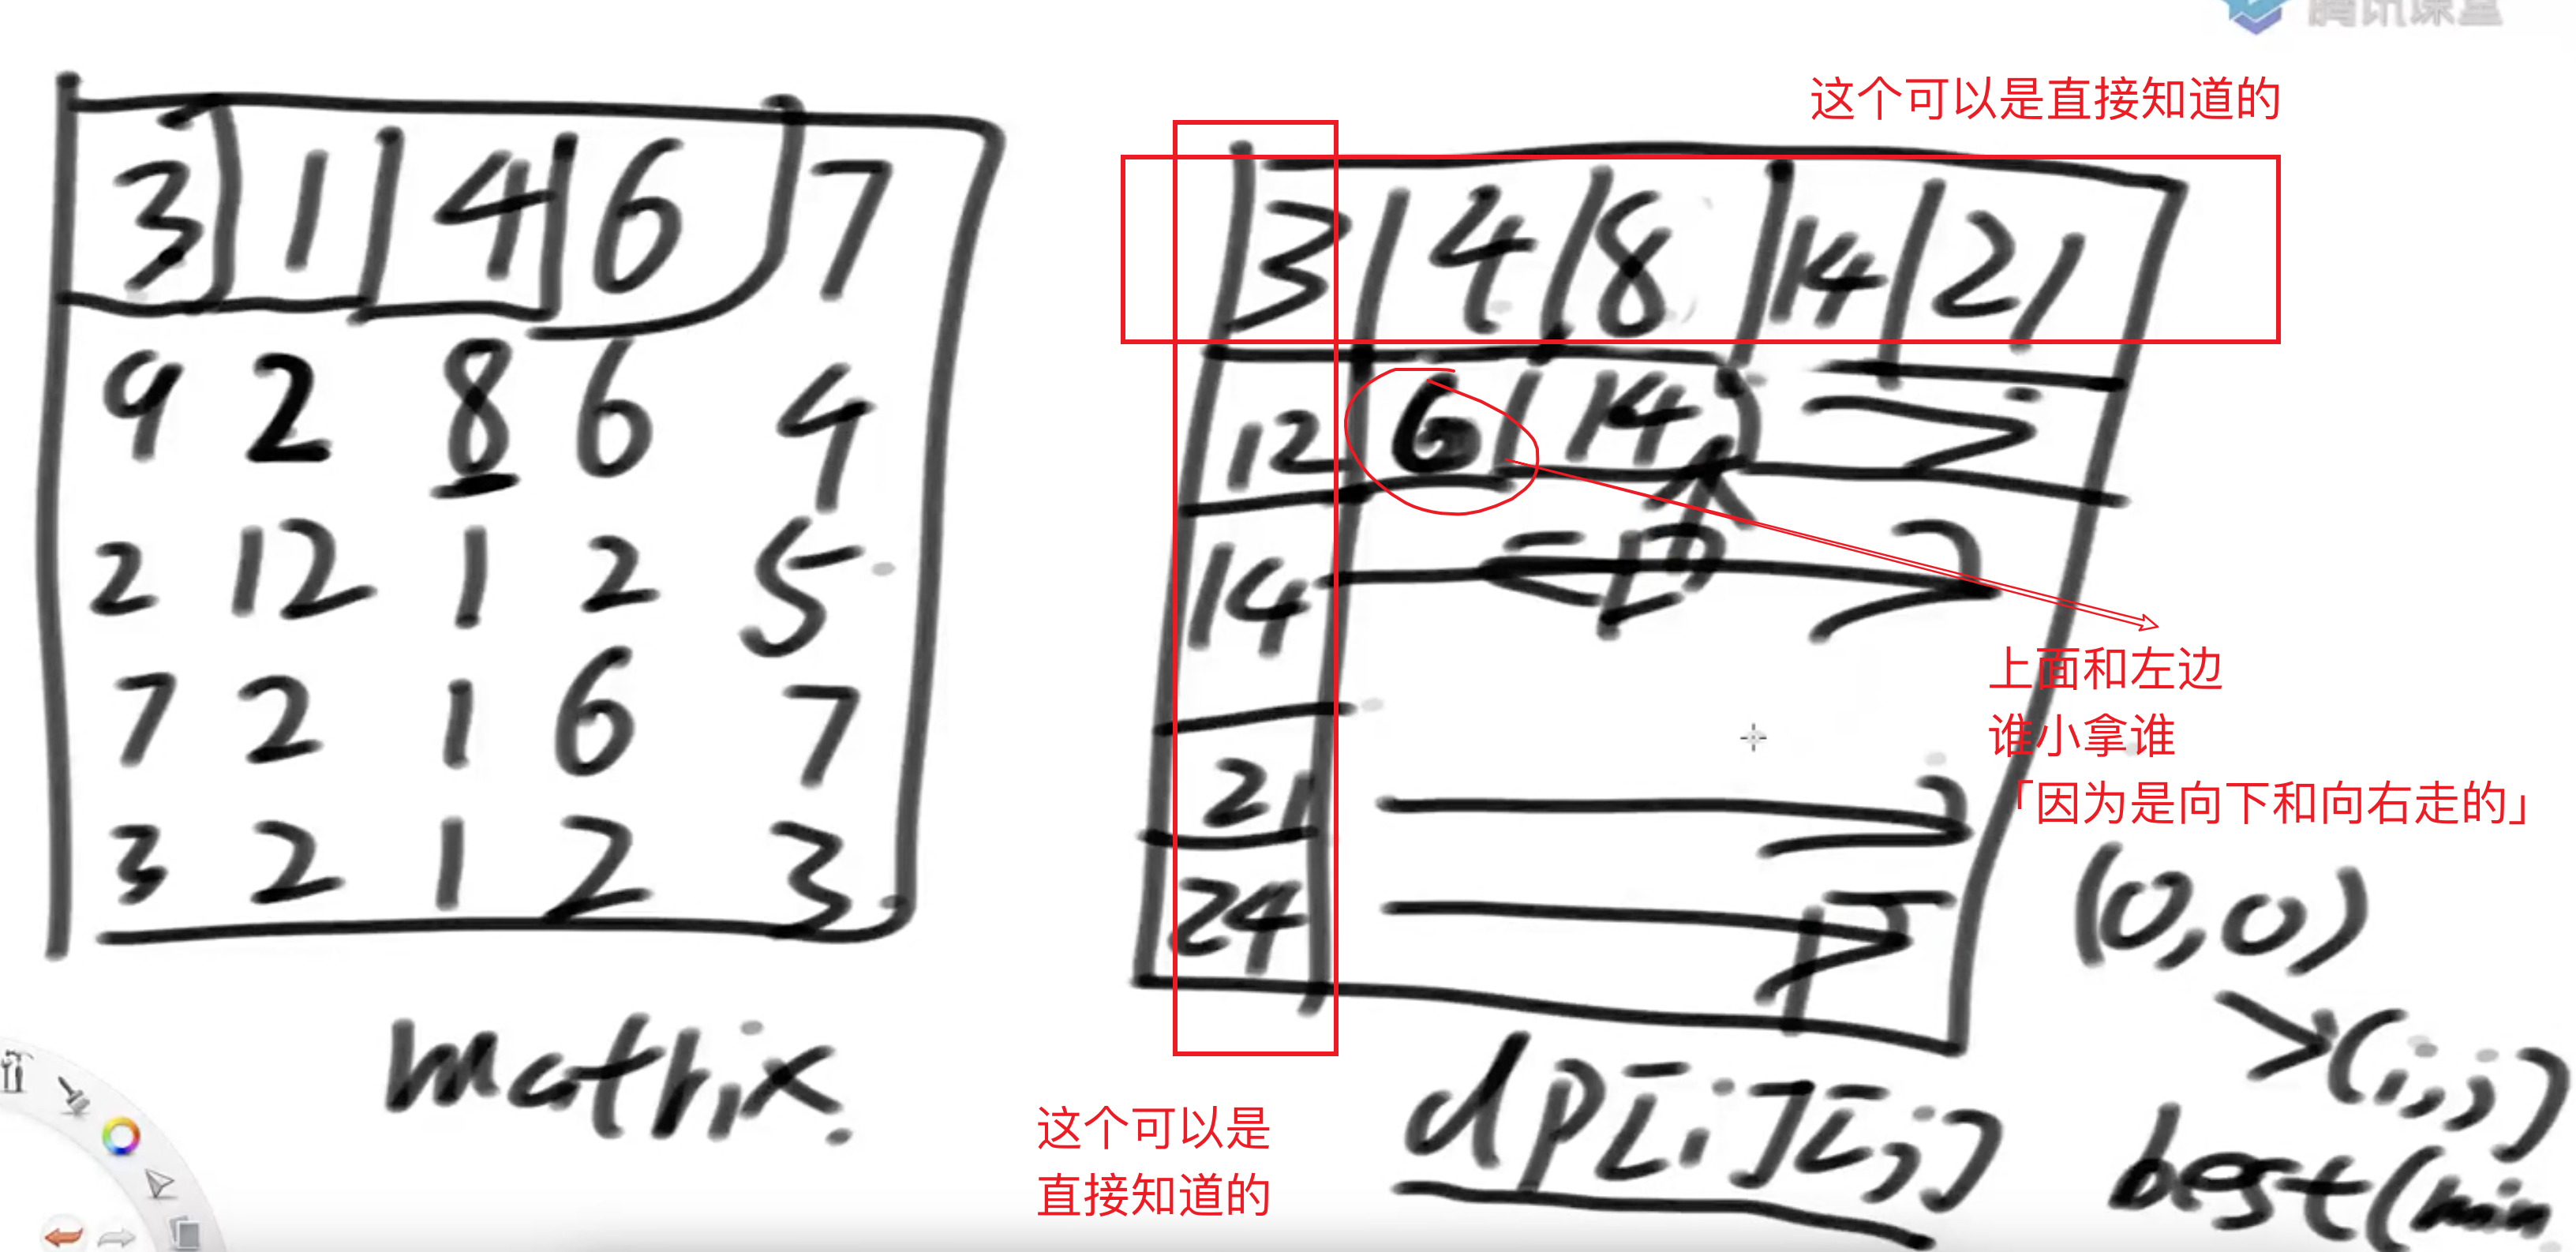 腾讯课堂
这个可以是直接知道的
3 1 4 6 7
9 2 8 6 4
2 12 1 2 5
7 2 1 6 7
3 2 1 2 3
matrix.
3 4 8 14 21
12 6 14
14
21
24
上面和左边
谁小拿谁
「因为是向下和向右走的」
(0,0)
>(i,j)
best(min
这个可以是
直接知道的
dp[i][j]